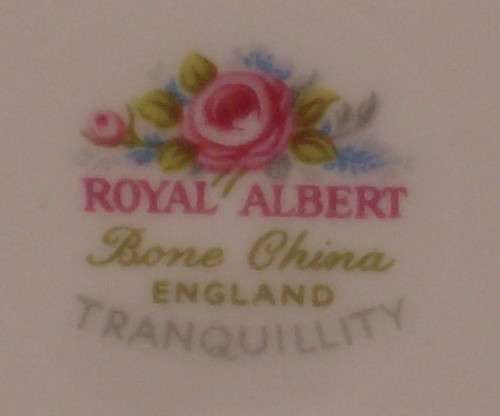 ROYAL ALBERT
Bone China
ENGLAND
TRANQUILLITY